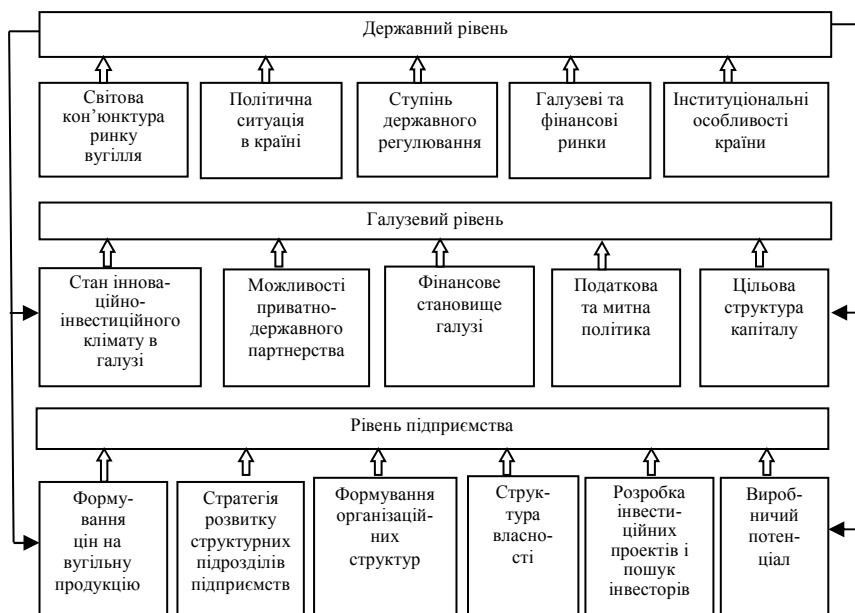 Державний рівень
Світова
кон’юнктура
ринку
вугілля
Політична
ситуація
в країні
Ступінь
державного
регулювання
Галузеві та
фінансові
ринки
Інституціональні
особливості
країни
Галузевий рівень
Стан іннова-
ційно-
інвестиційного
клімату в
галузі
Можливості
приватно-
державного
партнерства
Фінансове
становище
галузі
Податкова
та митна
політика
Цільова
структура
капіталу
Рівень підприємства
Форму-
вання
цін на
вугільну
продукцію
Стратегія
розвитку
структурних
підрозділів
підприємств
Формування
організацій-
них
структур
Струк-
тура
власно-
сті
Розробка
інвести-
ційних
проектів і
пошук
інвесторів
Вироб-
ничий
потен-
ціал